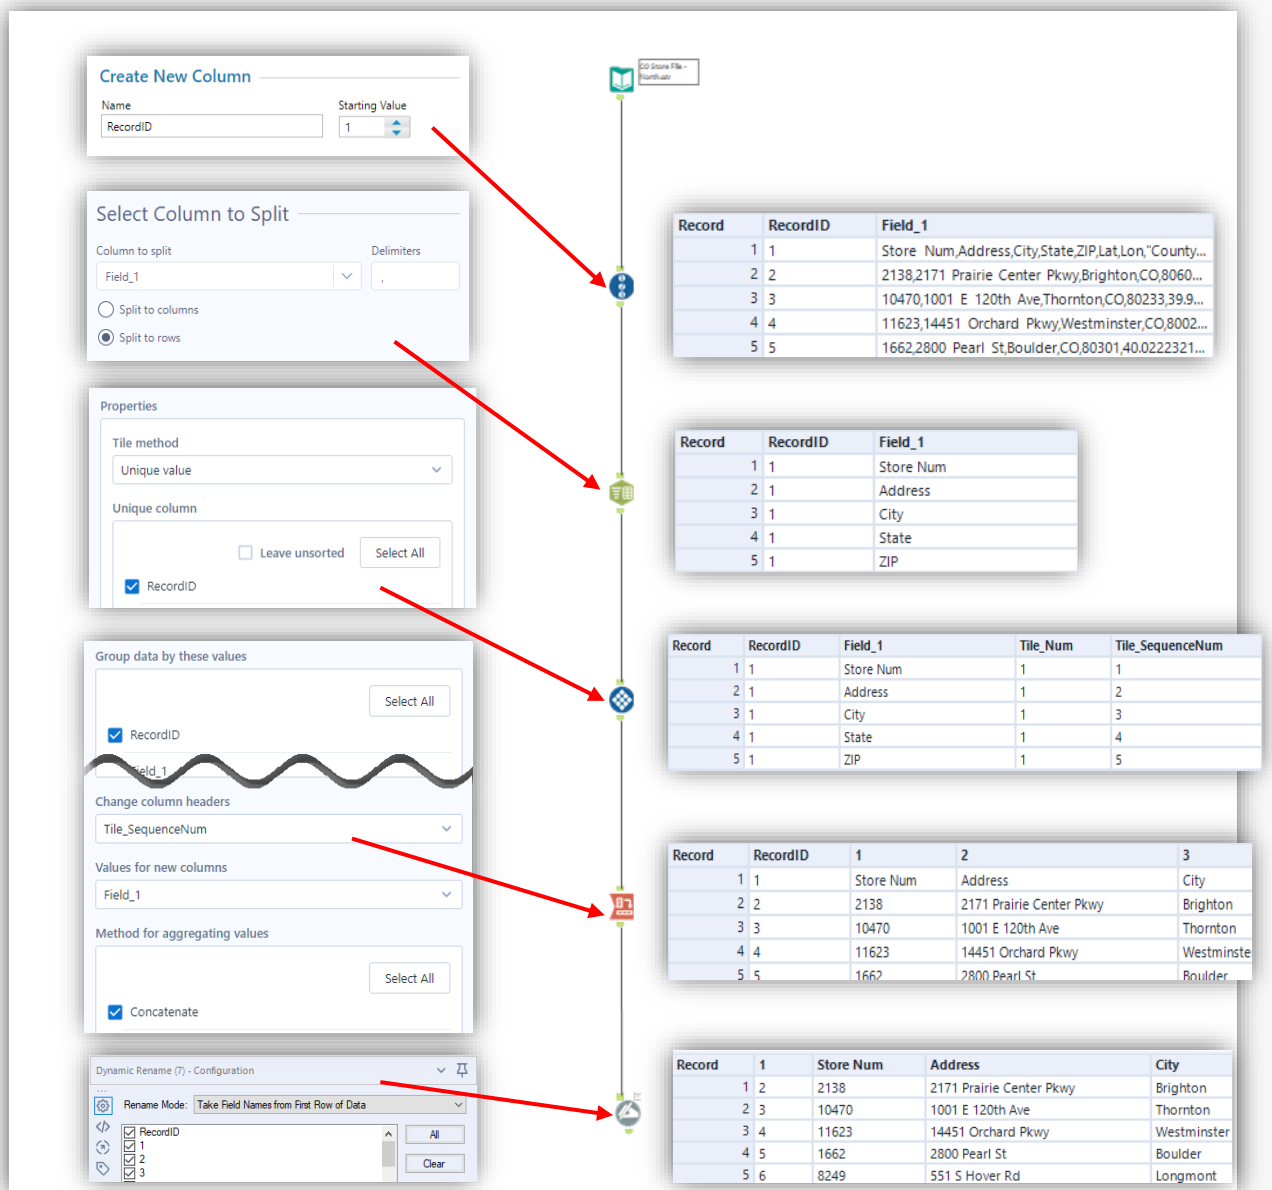 CO Store File -
North.csv
Create New Column
Name Starting Value
RecordID 1
Record RecordID Field_1
1 1 Store Num,Address,City,State,ZIP,Lat,Lon,"County...
2 2 2138,2171 Prairie Center Pkwy,Brighton,CO,8060...
3 3 10470,1001 E 120th Ave,Thornton,CO,80233,39.9...
4 4 11623,14451 Orchard Pkwy,Westminster,CO,8002...
5 5 1662,2800 Pearl St,Boulder,CO,80301,40.0222321...
Select Column to Split
Column to split Delimiters
Field_1 ,
Split to columns
Split to rows
Record RecordID Field_1
1 1 Store Num
2 1 Address
3 1 City
4 1 State
5 1 ZIP
Properties
Tile method
Unique value
Unique column
Leave unsorted Select All
RecordID
Record RecordID Field_1 Tile_Num Tile_SequenceNum
1 1 Store Num 1 1
2 1 Address 1 2
3 1 City 1 3
4 1 State 1 4
5 1 ZIP 1 5
Group data by these values
Select All
RecordID
Field_1
Change column headers
Tile_SequenceNum
Values for new columns
Field_1
Method for aggregating values
Select All
Concatenate
Record RecordID 1 2 3
1 1 Store Num Address City
2 2 2138 2171 Prairie Center Pkwy Brighton
3 3 10470 1001 E 120th Ave Thornton
4 4 11623 14451 Orchard Pkwy Westminste
5 5 1662 2800 Pearl St Boulder
Dynamic Rename (7) - Configuration
Rename Mode: Take Field Names from First Row of Data
RecordID All
1
2
3 Clear
Record 1 Store Num Address City
1 2 2138 2171 Prairie Center Pkwy Brighton
2 3 10470 1001 E 120th Ave Thornton
3 4 11623 14451 Orchard Pkwy Westminster
4 5 1662 2800 Pearl St Boulder
5 6 8249 551 S Hover Rd Longmont